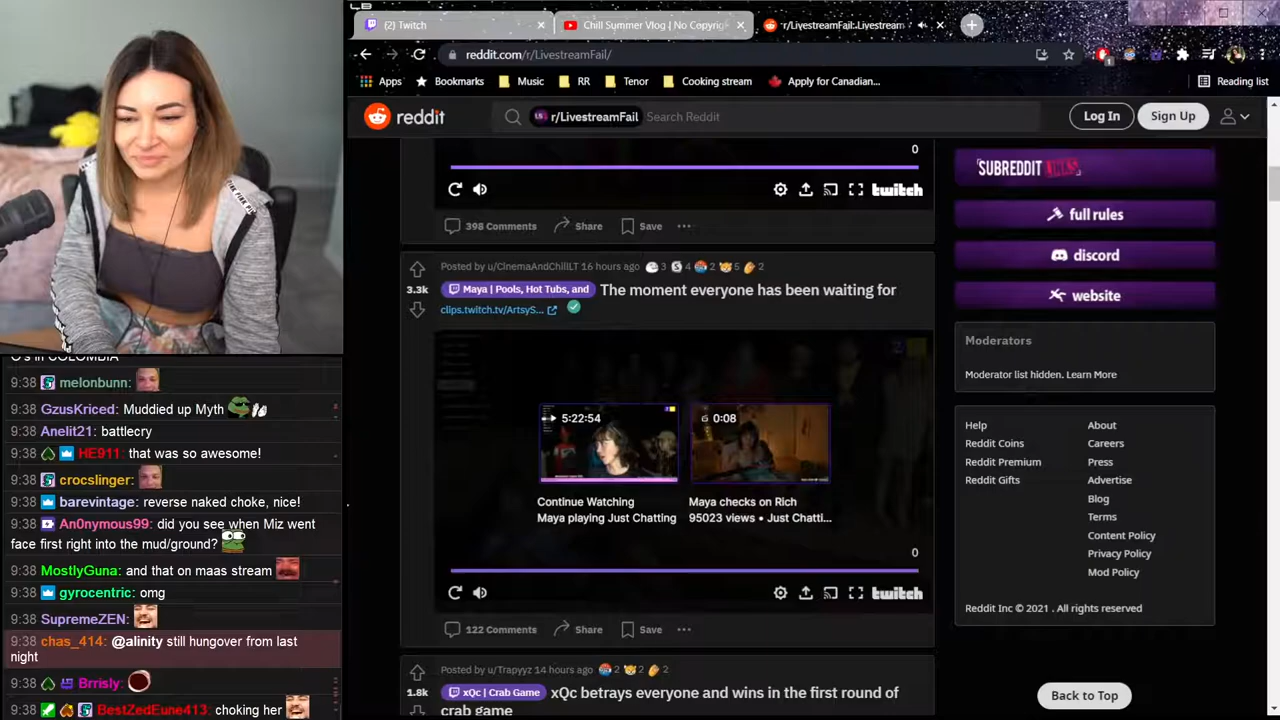 (2) Twitch
Chill Summer Vlog | No Copyrig
r/LivestreamFail: Livestream
reddit.com/r/LivestreamFail/
Apps
Bookmarks
Music
RR
Tenor
Cooking stream
Apply for Canadian...
Reading list
reddit
r/LivestreamFail
Search Reddit
Log In
Sign Up
0
twitch
398 Comments
Share
Save
Posted by u/CinemaAndChillLT 16 hours ago
3
4
2
5
2
3.3k
Maya | Pools, Hot Tubs, and
The moment everyone has been waiting for
clips.twitch.tv/ArtsyS...
5:22:54
0:08
Continue Watching
Maya playing Just Chatting
Maya checks on Rich
95023 views • Just Chatti...
0
twitch
122 Comments
Share
Save
Posted by u/Trapyyz 14 hours ago
2
2
2
1.8k
xQc | Crab Game
xQc betrays everyone and wins in the first round of
crab game
SUBREDDIT LINKS
full rules
discord
website
Moderators
Moderator list hidden. Learn More
Help
About
Reddit Coins
Careers
Reddit Premium
Press
Reddit Gifts
Advertise
Blog
Terms
Content Policy
Privacy Policy
Mod Policy
Reddit Inc © 2021 . All rights reserved
Back to Top
C's in COLOMBIA
9:38 melonbunn:
9:38 GzusKriced: Muddied up Myth
9:38 Anelit21: battlecry
9:38 HE911: that was so awesome!
9:38 crocslinger:
9:38 barevintage: reverse naked choke, nice!
9:38 An0nymous99: did you see when Miz went
face first right into the mud/ground?
9:38 MostlyGuna: and that on maas stream
9:38 gyrocentric: omg
9:38 SupremeZEN:
9:38 chas_414: @alinity still hungover from last
night
9:38 Brrisly:
9:38 BestZedEune413: choking her